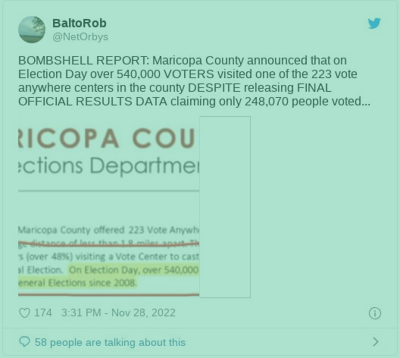 BaltoRob
@NetOrbys
BOMBSHELL REPORT: Maricopa County announced that on
Election Day over 540,000 VOTERS visited one of the 223 vote
anywhere centers in the county DESPITE releasing FINAL
OFFICIAL RESULTS DATA claiming only 248,070 people voted...
RICOPA COU
ections Departme
Maricopa County offered 223 Vote Anywh
ge distance of less than 1.8 miles apart. Th
rs (over 48%) visiting a Vote Center to cast
al Election. On Election Day, over 540,000
eneral Elections since 2008.
174 3:31 PM - Nov 28, 2022
58 people are talking about this